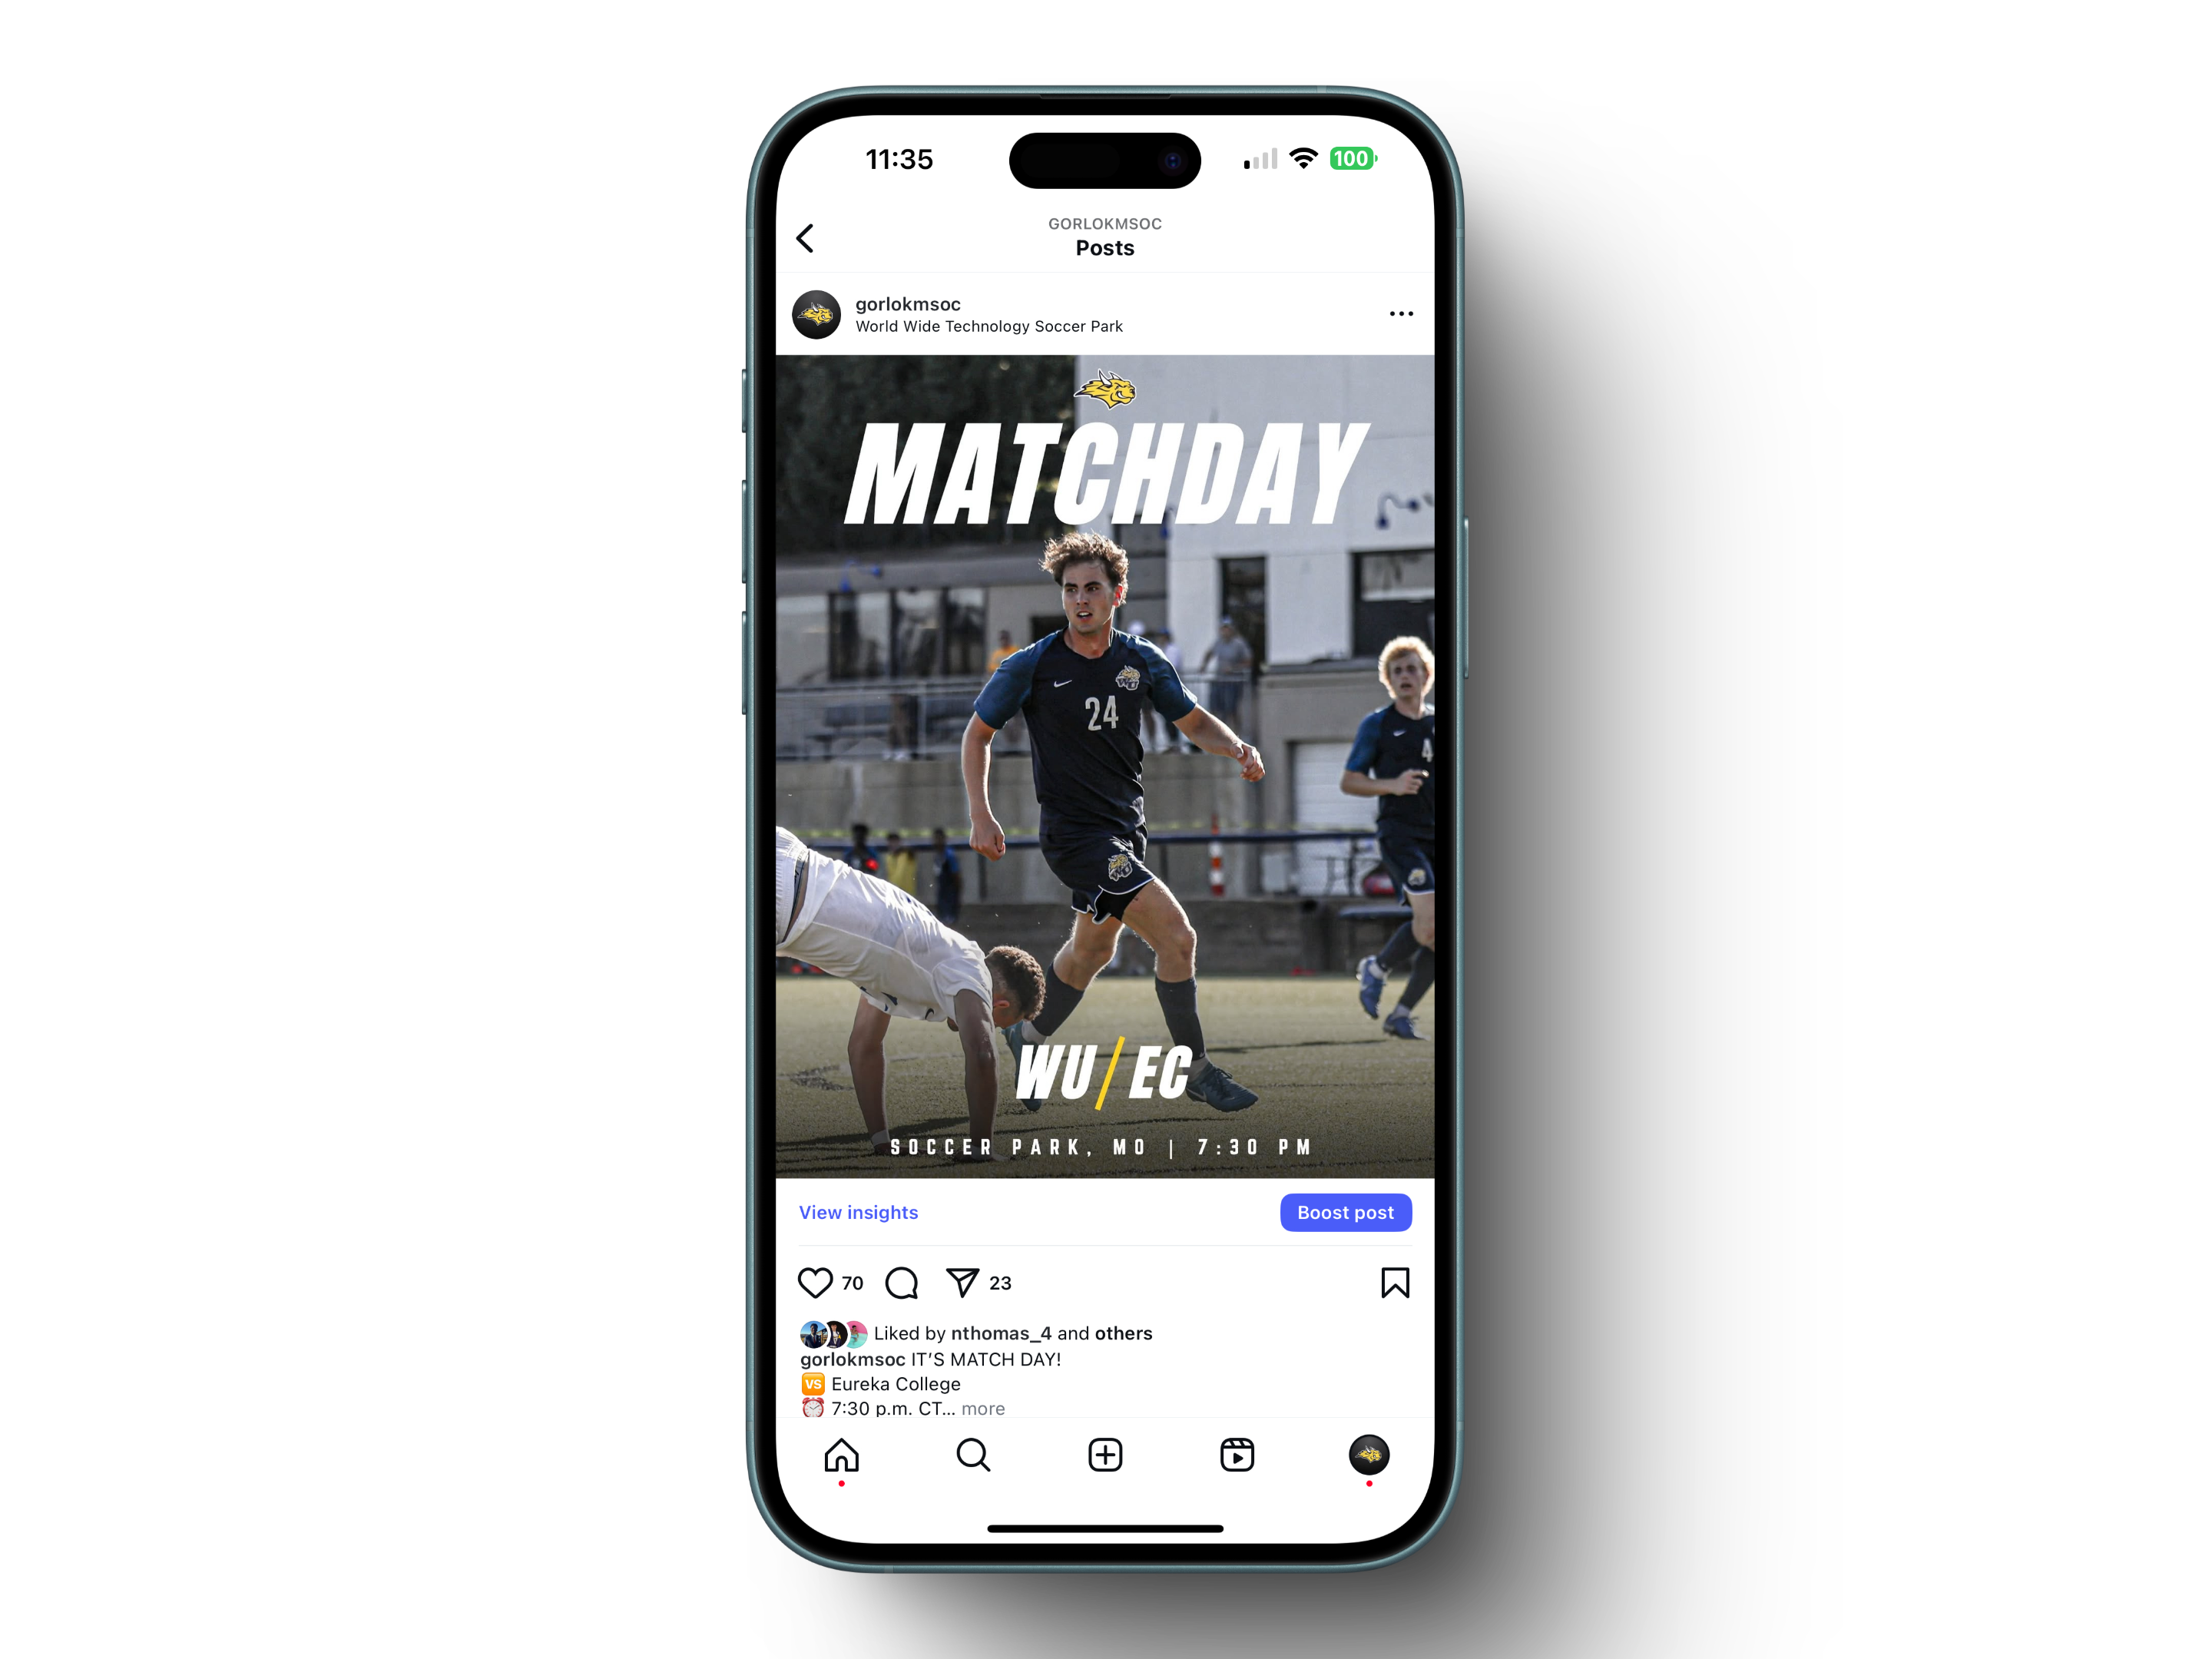 11:35
100
GORLOKMSOC
Posts
gorlokmsoc
World Wide Technology Soccer Park
MATCHDAY
24
4
WU/EC
SOCCER PARK, MO | 7:30 PM
View insights
Boost post
70
23
Liked by nthomas_4 and others
gorlokmsoc IT’S MATCH DAY!
🆚 Eureka College
⏰ 7:30 p.m. CT... more